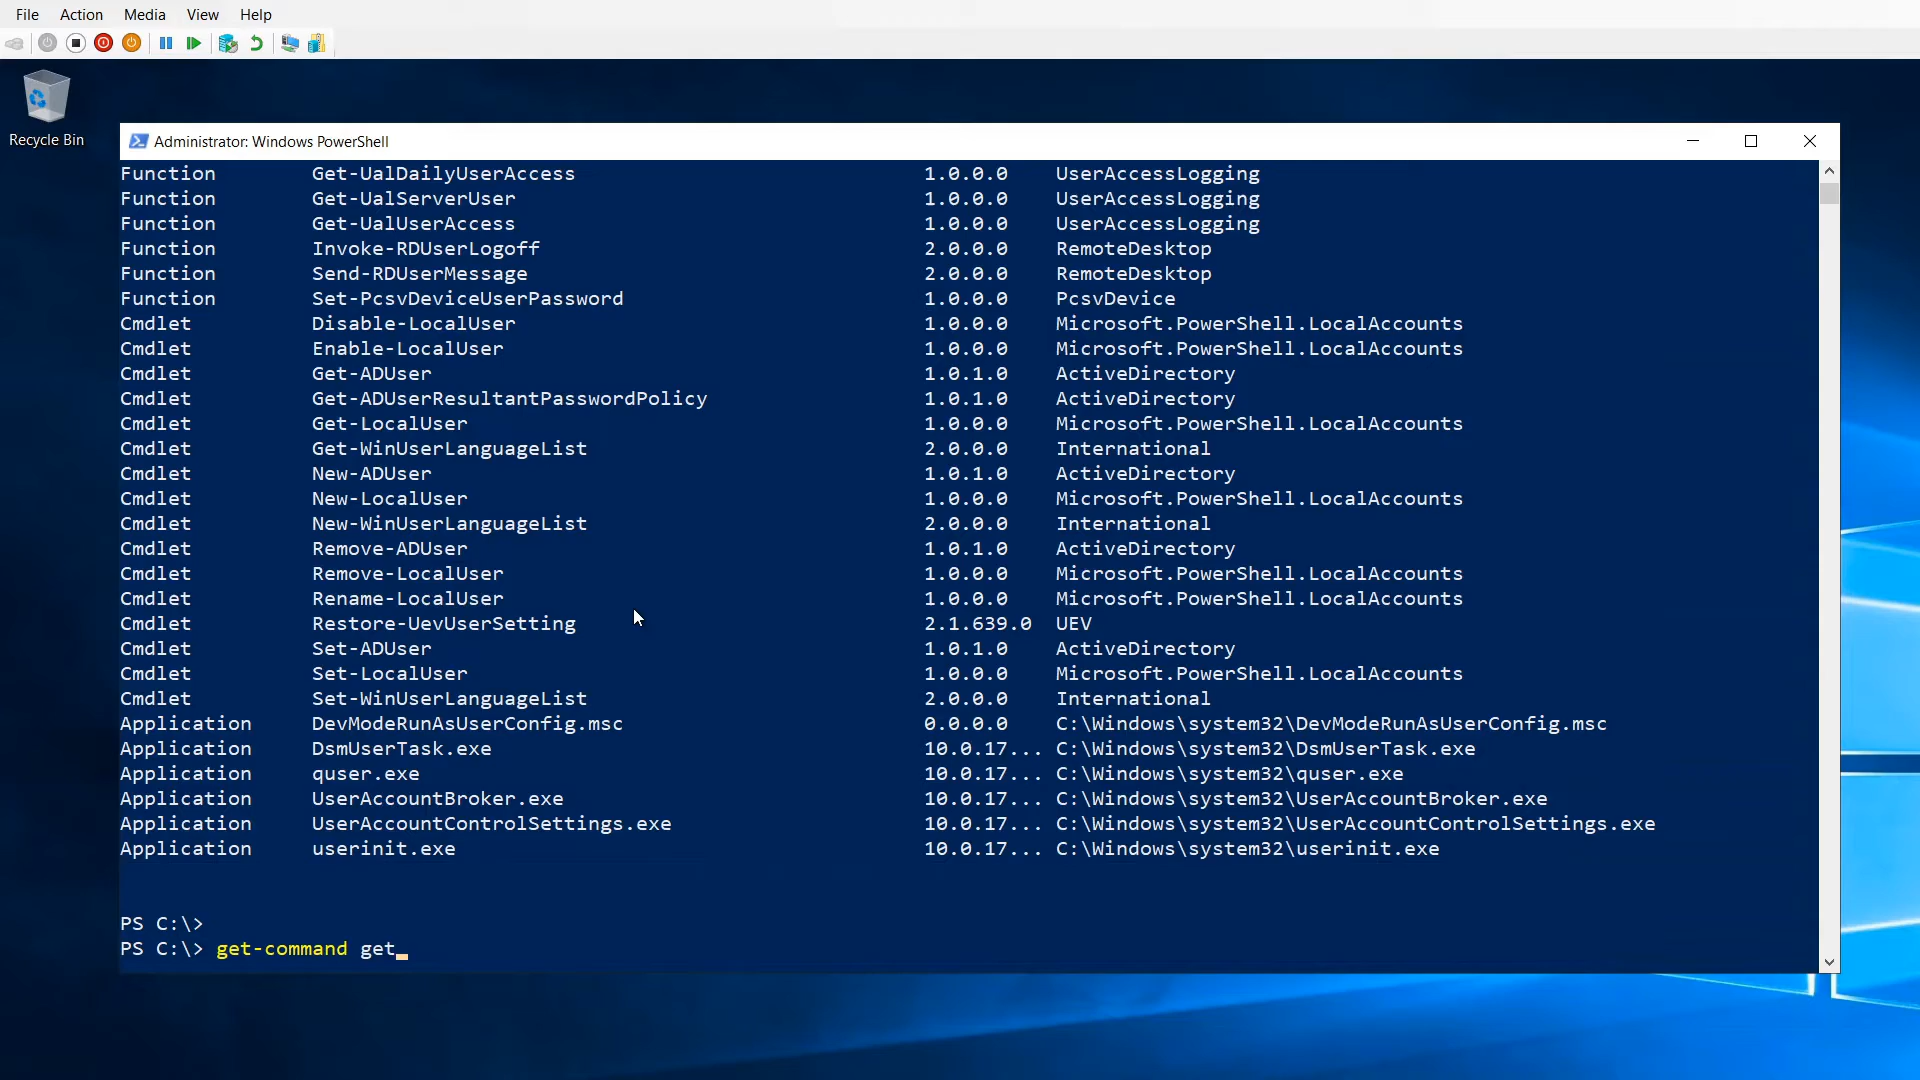 File Action Media View Help
Recycle Bin
Administrator: Windows PowerShell
Function Get-UalDailyUserAccess 1.0.0.0 UserAccessLogging
Function Get-UalServerUser 1.0.0.0 UserAccessLogging
Function Get-UalUserAccess 1.0.0.0 UserAccessLogging
Function Invoke-RDUserLogoff 2.0.0.0 RemoteDesktop
Function Send-RDUserMessage 2.0.0.0 RemoteDesktop
Function Set-PcsvDeviceUserPassword 1.0.0.0 PcsvDevice
Cmdlet Disable-LocalUser 1.0.0.0 Microsoft.PowerShell.LocalAccounts
Cmdlet Enable-LocalUser 1.0.0.0 Microsoft.PowerShell.LocalAccounts
Cmdlet Get-ADUser 1.0.1.0 ActiveDirectory
Cmdlet Get-ADUserResultantPasswordPolicy 1.0.1.0 ActiveDirectory
Cmdlet Get-LocalUser 1.0.0.0 Microsoft.PowerShell.LocalAccounts
Cmdlet Get-WinUserLanguageList 2.0.0.0 International
Cmdlet New-ADUser 1.0.1.0 ActiveDirectory
Cmdlet New-LocalUser 1.0.0.0 Microsoft.PowerShell.LocalAccounts
Cmdlet New-WinUserLanguageList 2.0.0.0 International
Cmdlet Remove-ADUser 1.0.1.0 ActiveDirectory
Cmdlet Remove-LocalUser 1.0.0.0 Microsoft.PowerShell.LocalAccounts
Cmdlet Rename-LocalUser 1.0.0.0 Microsoft.PowerShell.LocalAccounts
Cmdlet Restore-UevUserSetting 2.1.639.0 UEV
Cmdlet Set-ADUser 1.0.1.0 ActiveDirectory
Cmdlet Set-LocalUser 1.0.0.0 Microsoft.PowerShell.LocalAccounts
Cmdlet Set-WinUserLanguageList 2.0.0.0 International
Application DevModeRunAsUserConfig.msc 0.0.0.0 C:\Windows\system32\DevModeRunAsUserConfig.msc
Application DsmUserTask.exe 10.0.17... C:\Windows\system32\DsmUserTask.exe
Application quser.exe 10.0.17... C:\Windows\system32\quser.exe
Application UserAccountBroker.exe 10.0.17... C:\Windows\system32\UserAccountBroker.exe
Application UserAccountControlSettings.exe 10.0.17... C:\Windows\system32\UserAccountControlSettings.exe
Application userinit.exe 10.0.17... C:\Windows\system32\userinit.exe
PS C:\>
PS C:\> get-command get